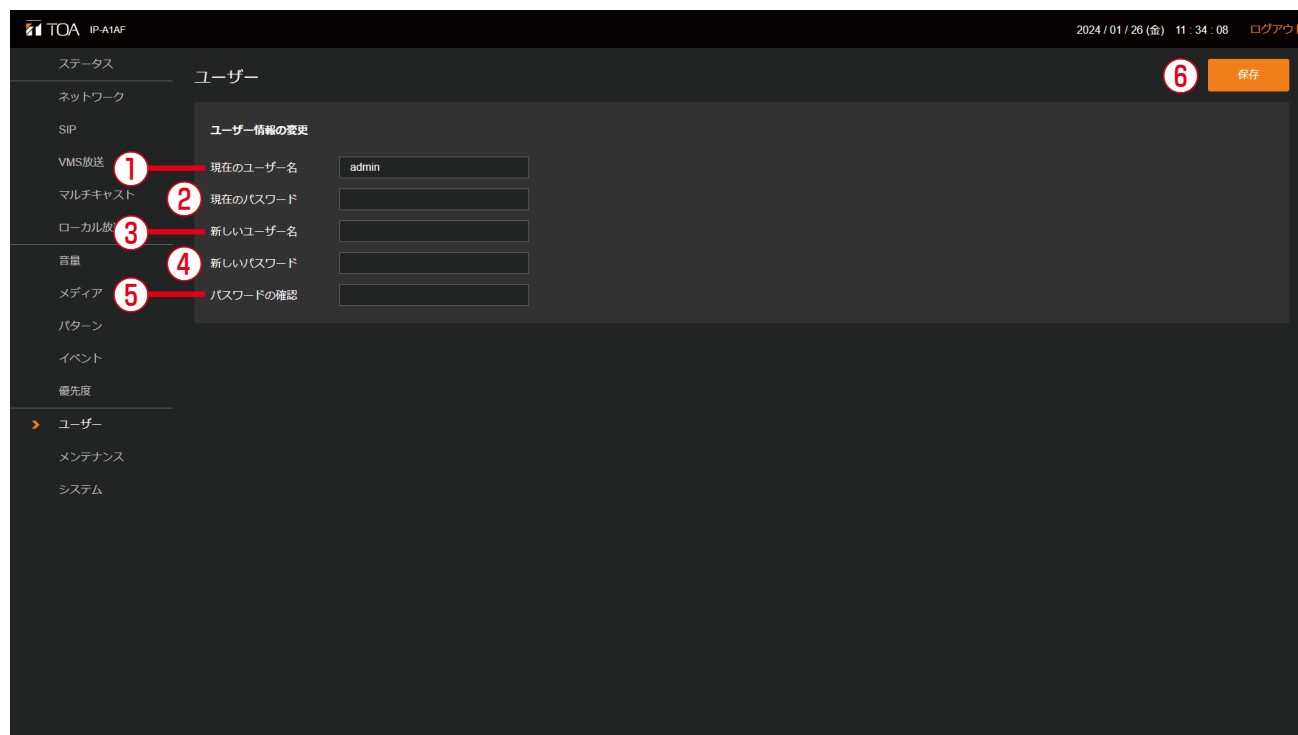 TOA IP-A1AF
2024 / 01 / 26 (金) 11 : 34 : 08 ログアウト
ステータス
ネットワーク
SIP
VMS放送
マルチキャスト
ローカル放
音量
メディア
パターン
イベント
優先度
ユーザー
メンテナンス
システム
ユーザー
⑥ 保存
ユーザー情報の変更
① 現在のユーザー名 admin
② 現在のパスワード
③ 新しいユーザー名
④ 新しいパスワード
⑤ パスワードの確認